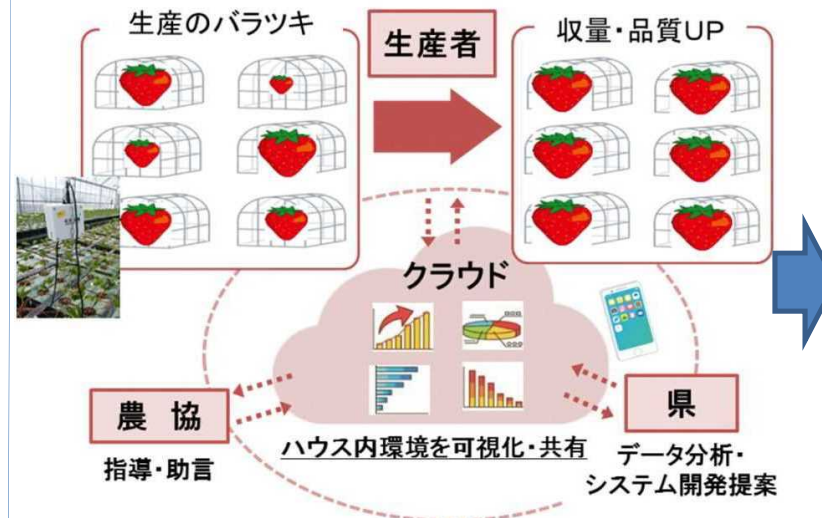 生産のバラツキ
生産者
収量・品質UP
クラウド
農協
指導・助言
ハウス内環境を可視化・共有
県
データ分析・
システム開発提案